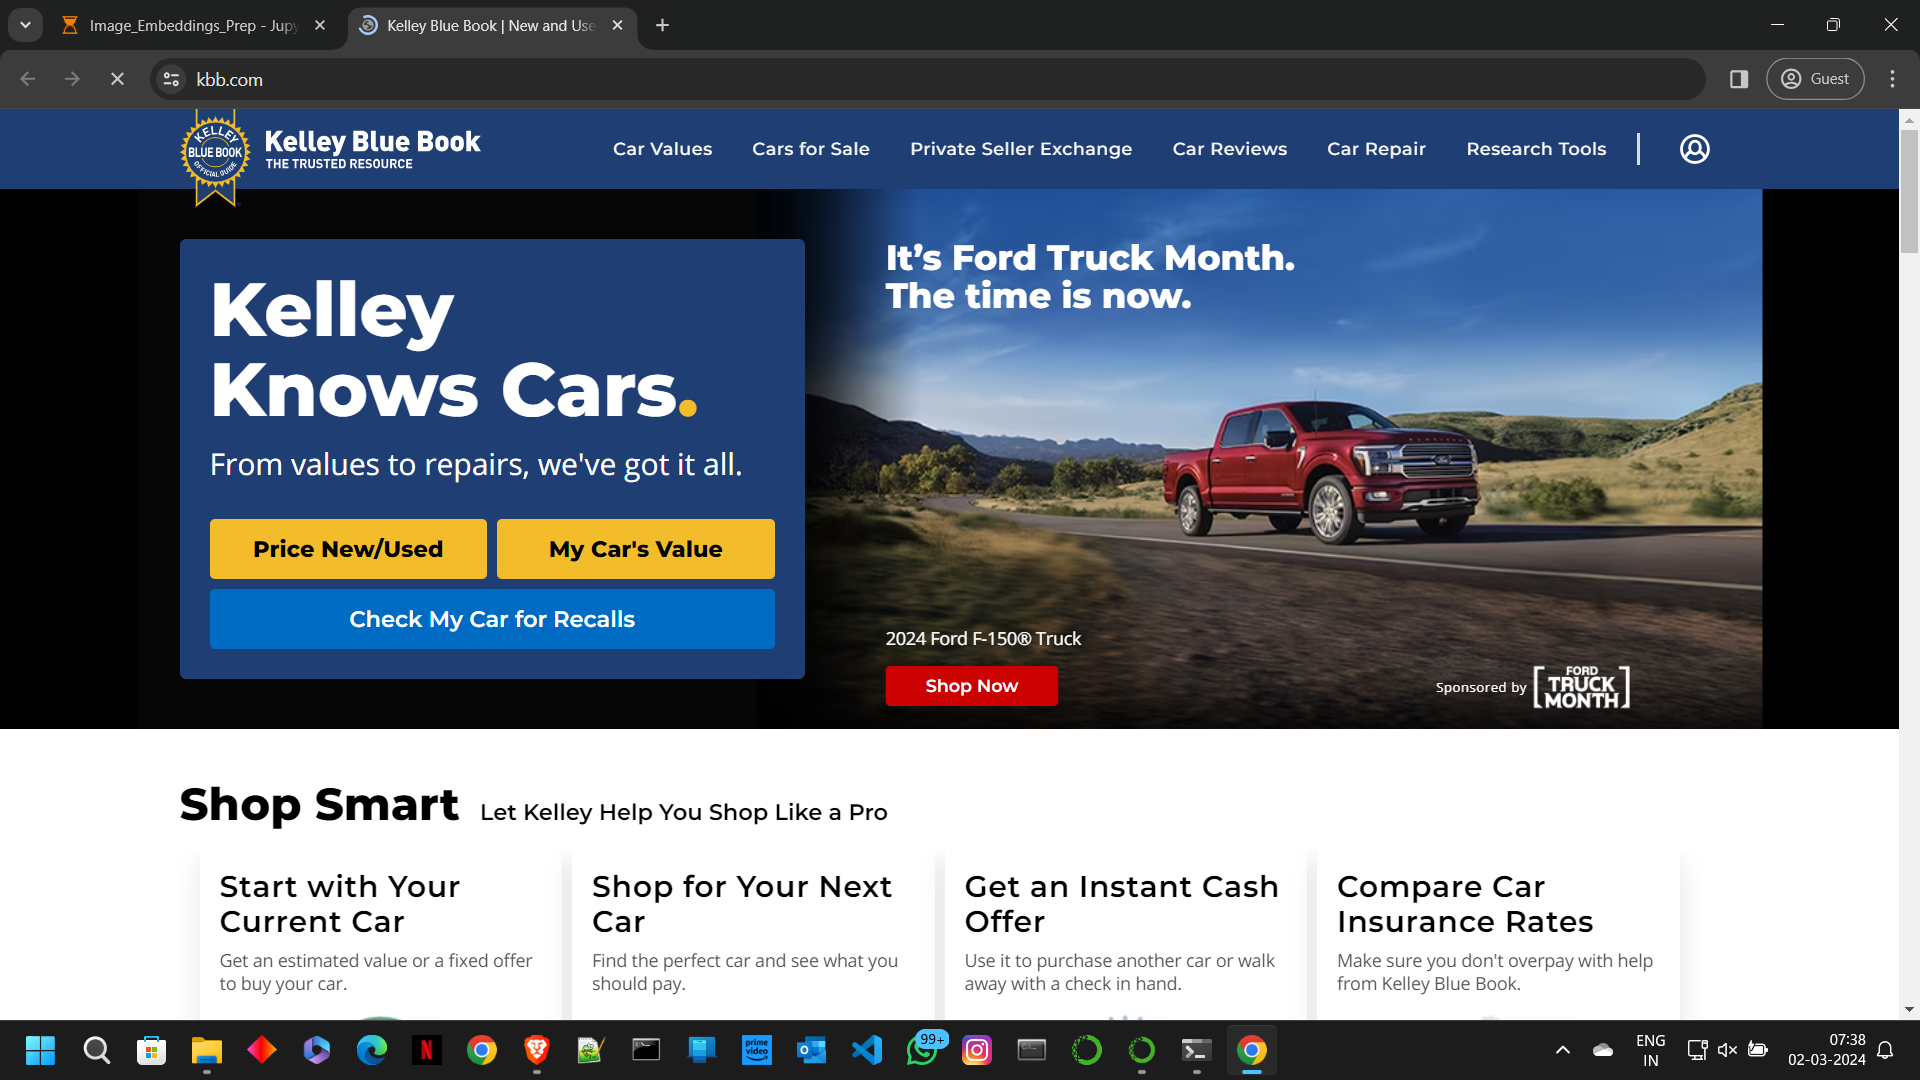 Image_Embeddings_Prep - Jupy
Kelley Blue Book | New and Use
kbb.com
Guest
KELLEY
BLUE BOOK
OFFICIAL GUIDE
Kelley Blue Book
THE TRUSTED RESOURCE
Car Values
Cars for Sale
Private Seller Exchange
Car Reviews
Car Repair
Research Tools
Kelley
Knows Cars.
From values to repairs, we've got it all.
Price New/Used
My Car's Value
Check My Car for Recalls
It’s Ford Truck Month.
The time is now.
2024 Ford F-150® Truck
Shop Now
Sponsored by
FORD
TRUCK
MONTH
Shop Smart
Let Kelley Help You Shop Like a Pro
Start with Your
Current Car
Get an estimated value or a fixed offer
to buy your car.
Shop for Your Next
Car
Find the perfect car and see what you
should pay.
Get an Instant Cash
Offer
Use it to purchase another car or walk
away with a check in hand.
Compare Car
Insurance Rates
Make sure you don't overpay with help
from Kelley Blue Book.
prime
video
99+
ENG
IN
07:38
02-03-2024